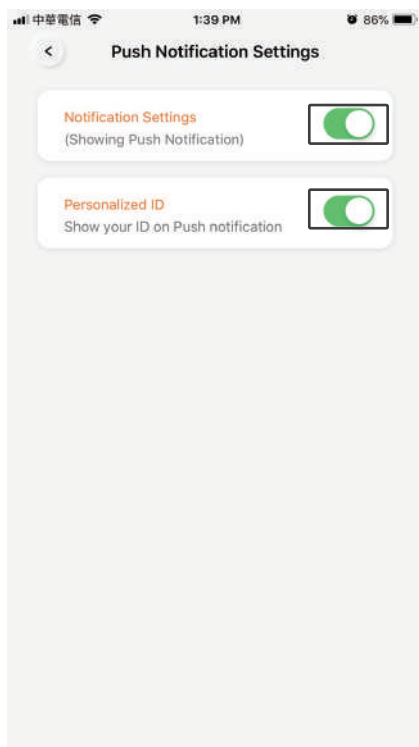 中華電信 1:39 PM 86%
Push Notification Settings
Notification Settings
(Showing Push Notification)
Personalized ID
Show your ID on Push notification